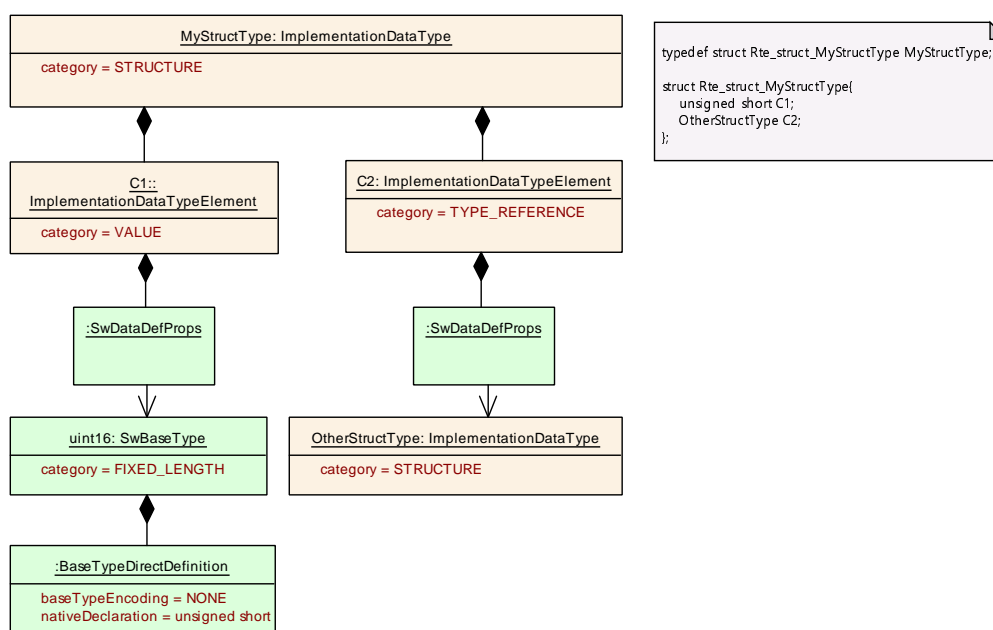 MyStructType: ImplementationDataType
category = STRUCTURE
typedef struct Rte_struct_MyStructType MyStructType;
struct Rte_struct_MyStructType{
unsigned short C1;
OtherStructType C2;
};
C1::
ImplementationDataTypeElement
category = VALUE
C2: ImplementationDataTypeElement
category = TYPE_REFERENCE
:SwDataDefProps
:SwDataDefProps
uint16: SwBaseType
category = FIXED_LENGTH
OtherStructType: ImplementationDataType
category = STRUCTURE
:BaseTypeDirectDefinition
baseTypeEncoding = NONE
nativeDeclaration = unsigned short